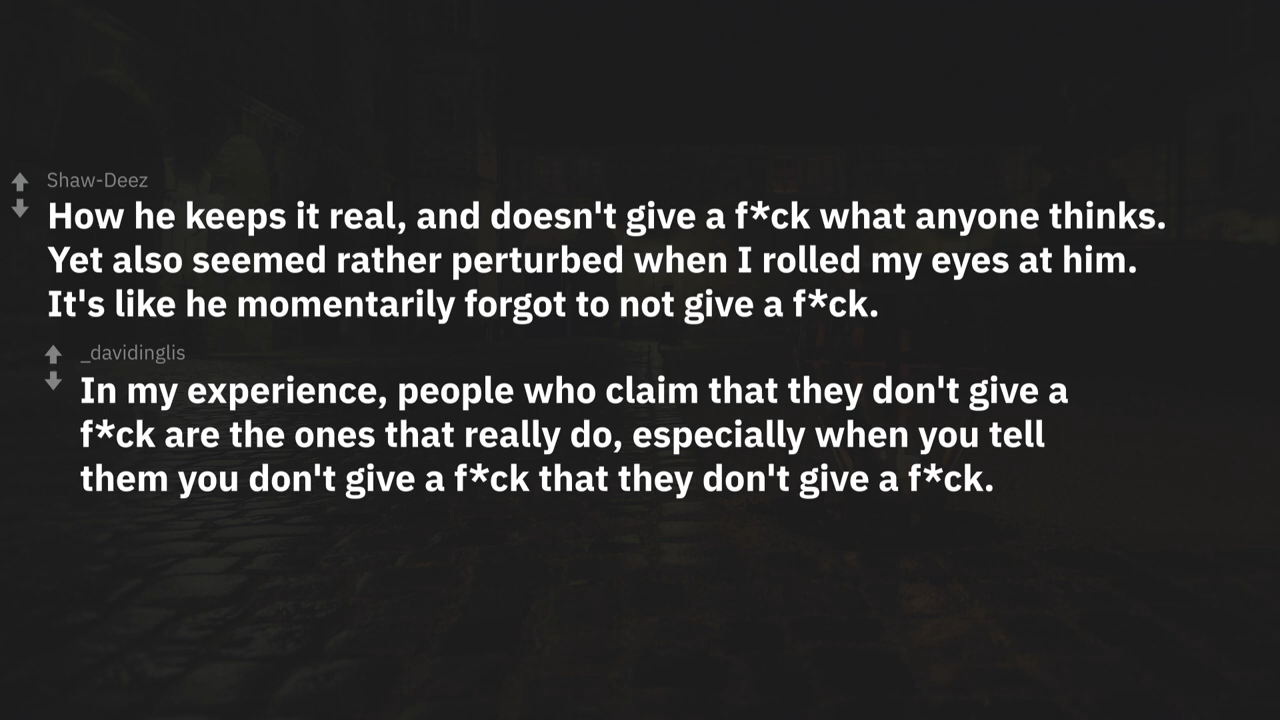 Shaw-Deez
How he keeps it real, and doesn't give a f*ck what anyone thinks.
Yet also seemed rather perturbed when I rolled my eyes at him.
It's like he momentarily forgot to not give a f*ck.
_davidinglis
In my experience, people who claim that they don't give a
f*ck are the ones that really do, especially when you tell
them you don't give a f*ck that they don't give a f*ck.